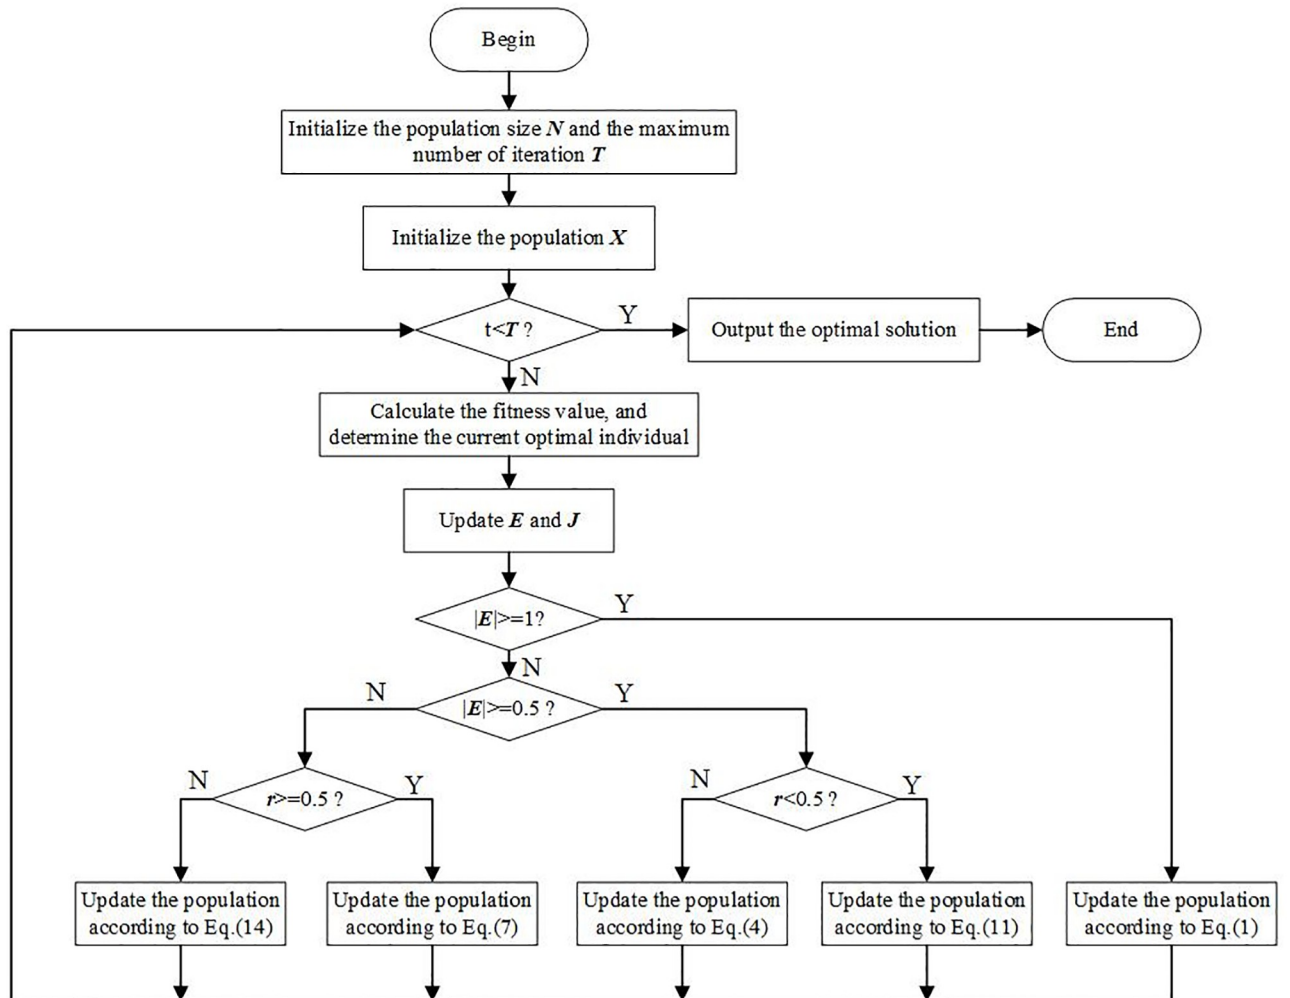 Begin
Initialize the population size N and the maximum
number of iteration T
Initialize the population X
t<T ?
Y
Output the optimal solution
End
N
Calculate the fitness value, and
determine the current optimal individual
Update E and J
|E|>=1?
Y
N
|E|>=0.5 ?
N
Y
r>=0.5 ?
N
Y
r<0.5 ?
N
Y
Update the population
according to Eq.(14)
Update the population
according to Eq.(7)
Update the population
according to Eq.(4)
Update the population
according to Eq.(11)
Update the population
according to Eq.(1)